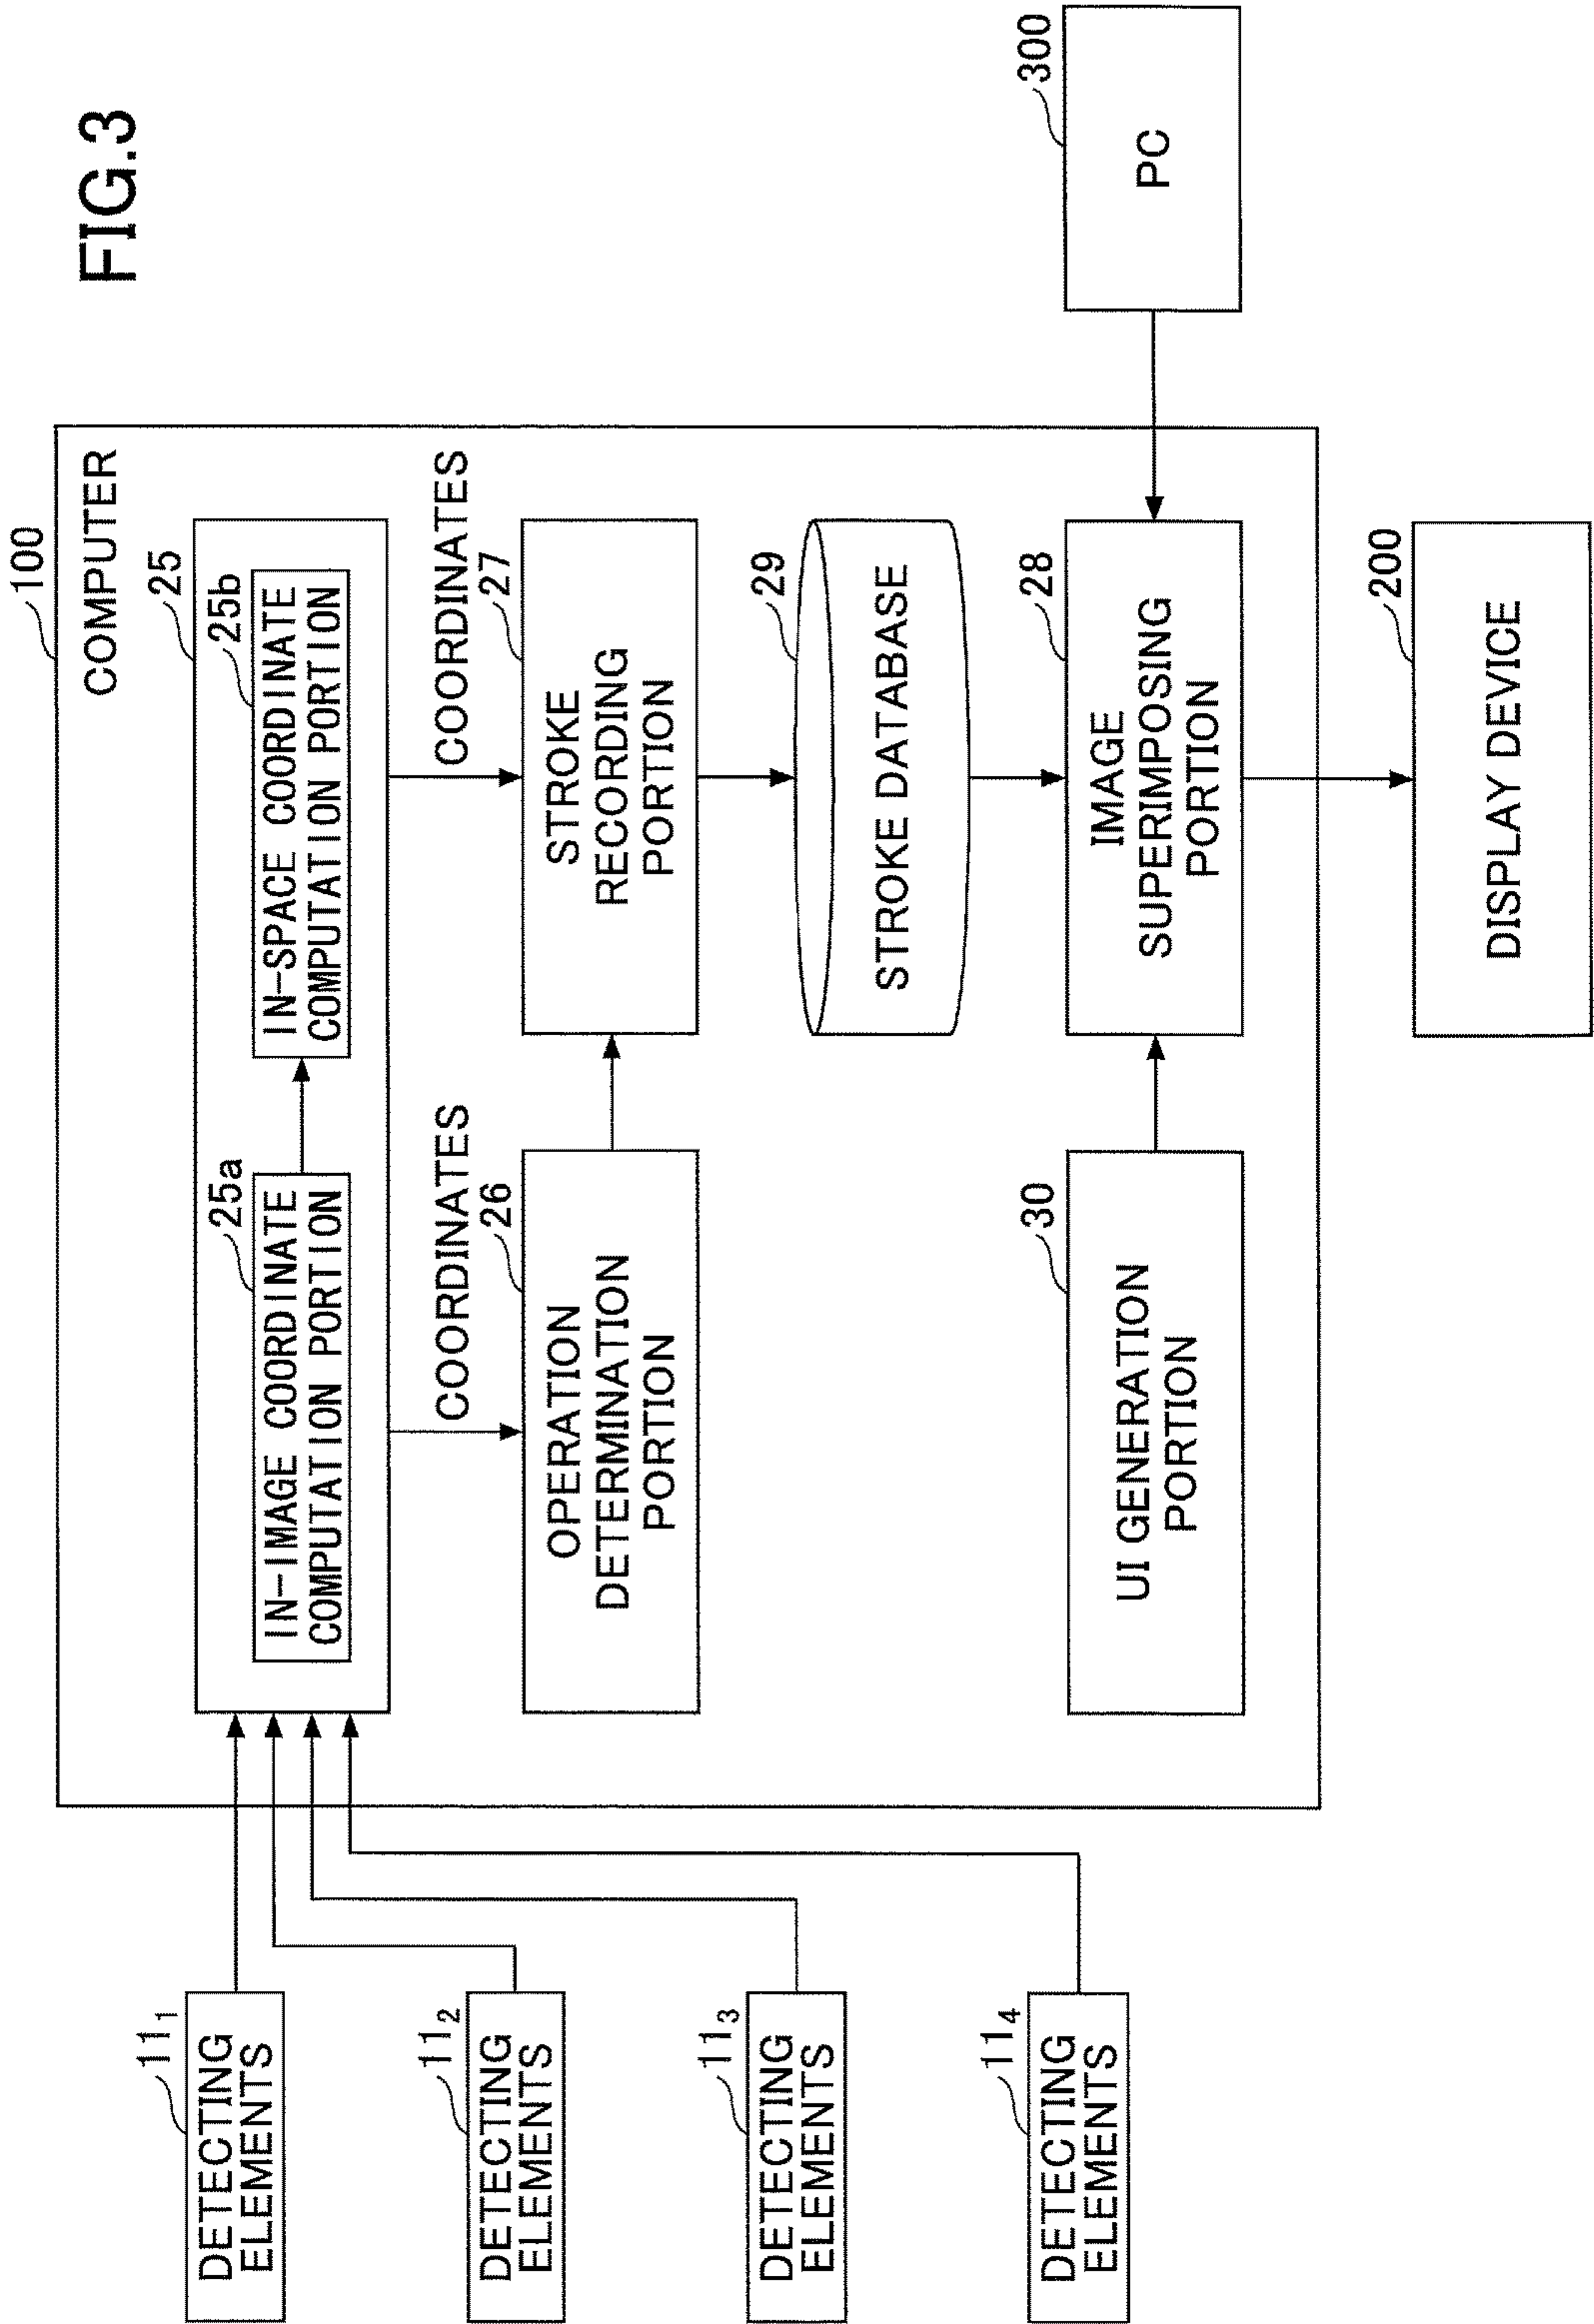 FIG.3
100
COMPUTER
11₁
DETECTING
ELEMENTS
11₂
DETECTING
ELEMENTS
11₃
DETECTING
ELEMENTS
11₄
DETECTING
ELEMENTS
25
25a
IN-IMAGE COORDINATE
COMPUTATION PORTION
25b
IN-SPACE COORDINATE
COMPUTATION PORTION
COORDINATES
26
OPERATION
DETERMINATION
PORTION
COORDINATES
27
STROKE
RECORDING
PORTION
29
STROKE DATABASE
30
UI GENERATION
PORTION
28
IMAGE
SUPERIMPOSING
PORTION
300
PC
200
DISPLAY DEVICE